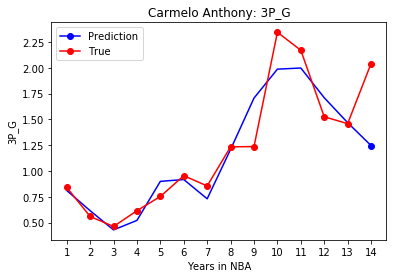 Carmelo Anthony: 3P_G
Prediction
True
3P_G
2.25
2.00
1.75
1.50
1.25
1.00
0.75
0.50
1 2 3 4 5 6 7 8 9 10 11 12 13 14
Years in NBA